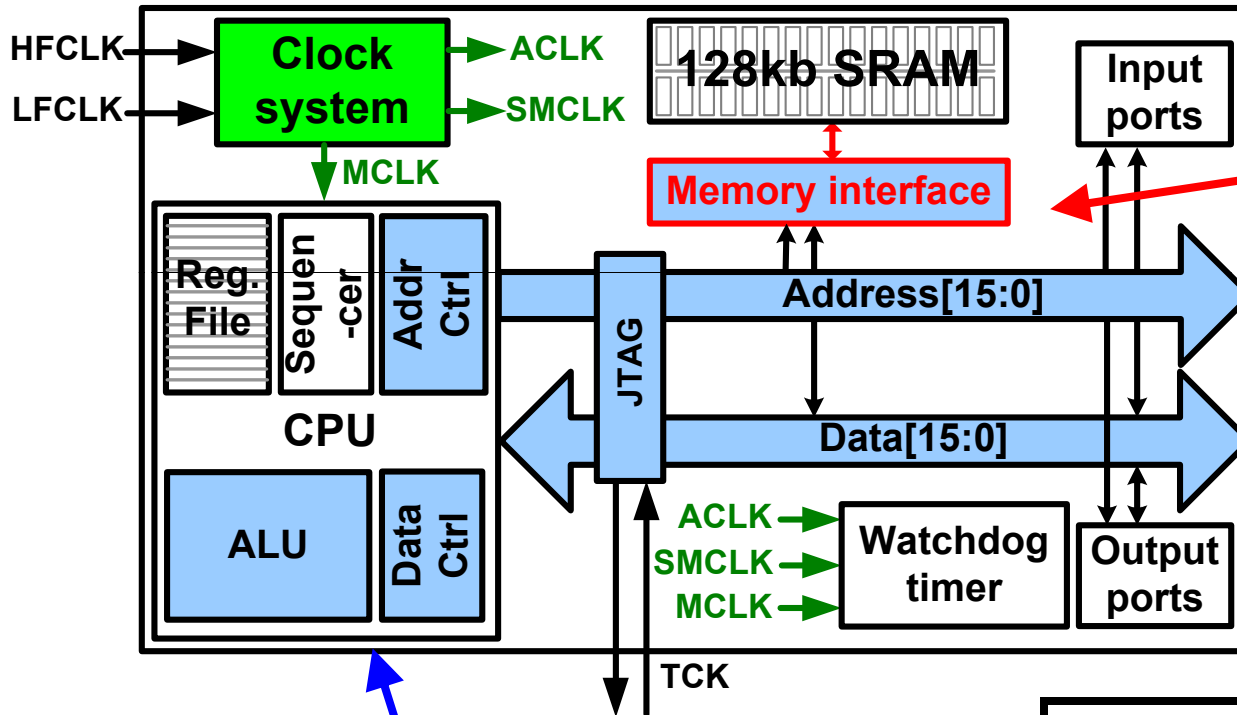 HFCLK
LFCLK
Clock
system
ACLK
SMCLK
MCLK
128kb SRAM
Memory interface
Input
ports
Reg.
File
Sequen
-cer
Addr
Ctrl
CPU
ALU
Data
Ctrl
JTAG
Address[15:0]
Data[15:0]
ACLK
SMCLK
MCLK
Watchdog
timer
Output
ports
TCK